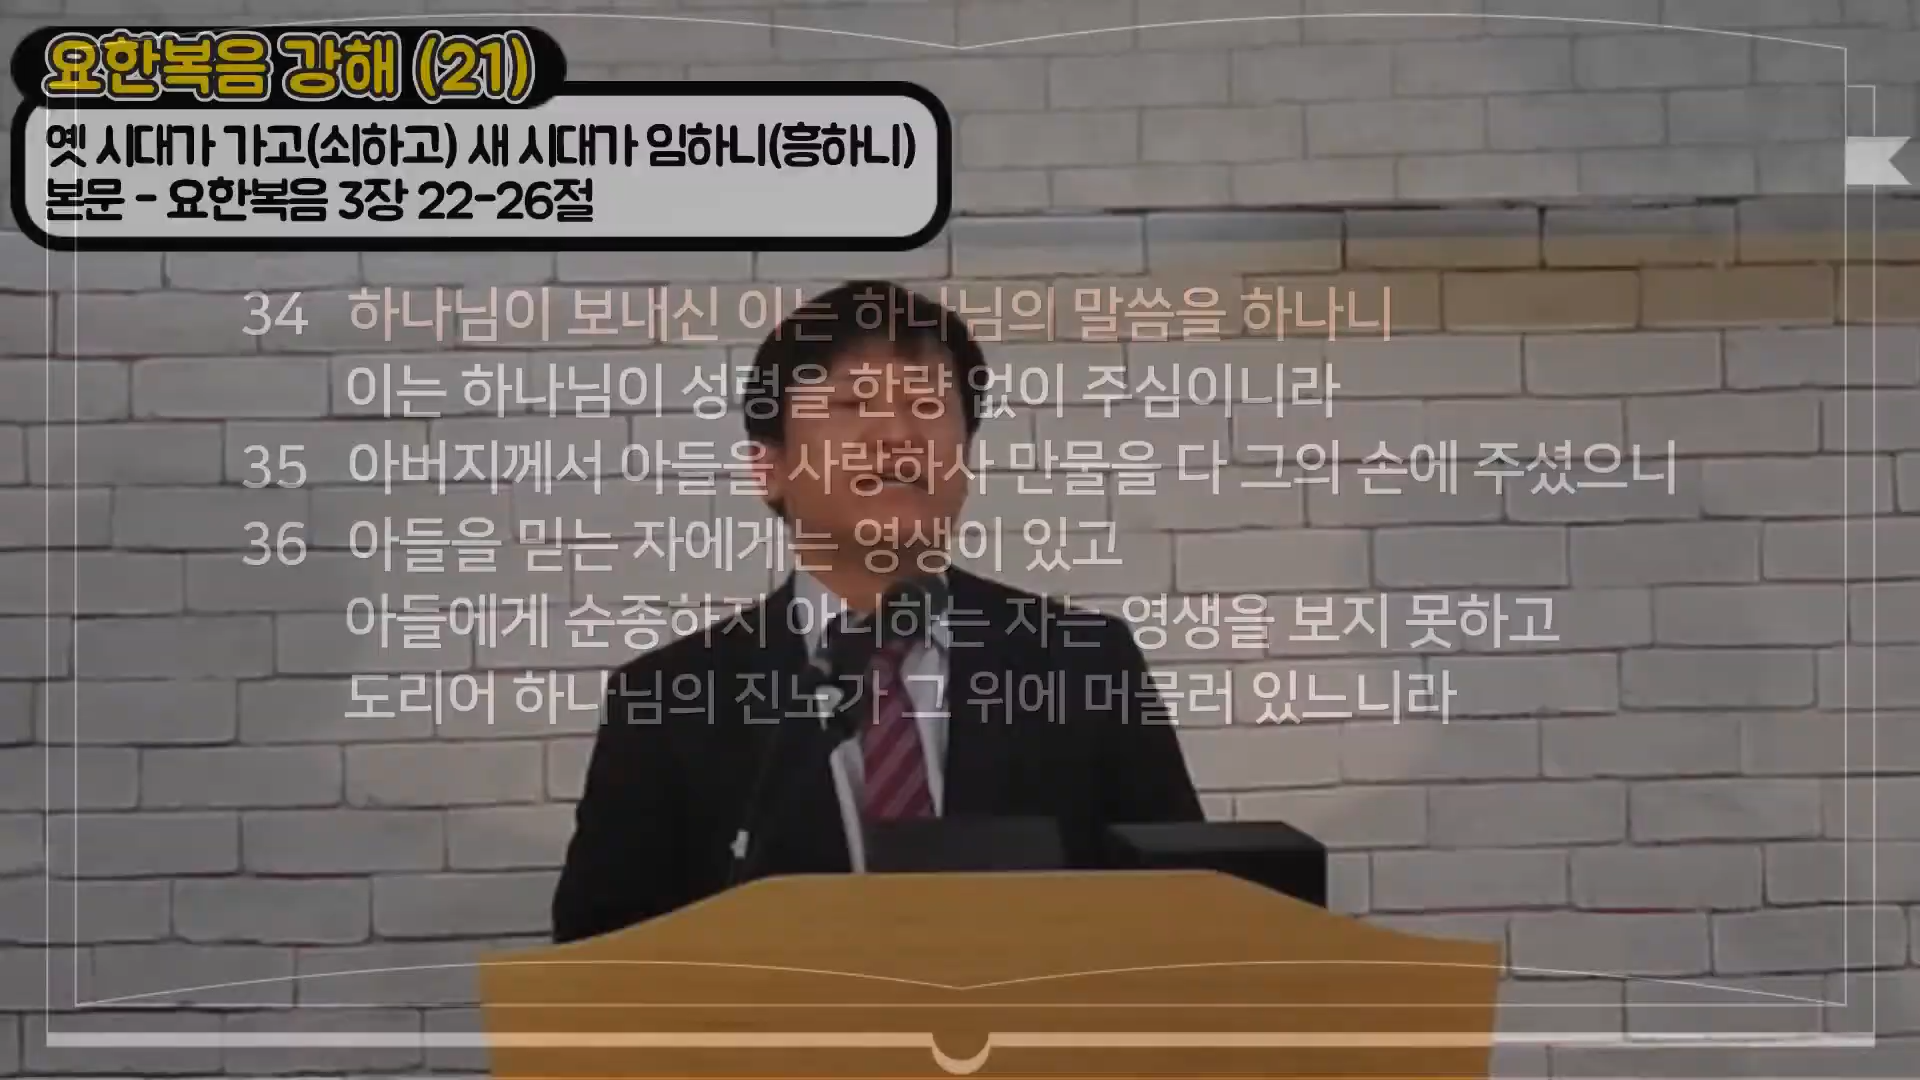 요한복음 강해 (21)
옛 시대가 가고(쇠하고) 새 시대가 임하니(흥하니)
본문 - 요한복음 3장 22-26절
34 하나님이 보내신 이는 하나님의 말씀을 하나니
이는 하나님이 성령을 한량 없이 주심이니라
35 아버지께서 아들을 사랑하사 만물을 다 그의 손에 주셨으니
36 아들을 믿는 자에게는 영생이 있고
아들에게 순종하지 아니하는 자는 영생을 보지 못하고
도리어 하나님의 진노가 그 위에 머물러 있느니라